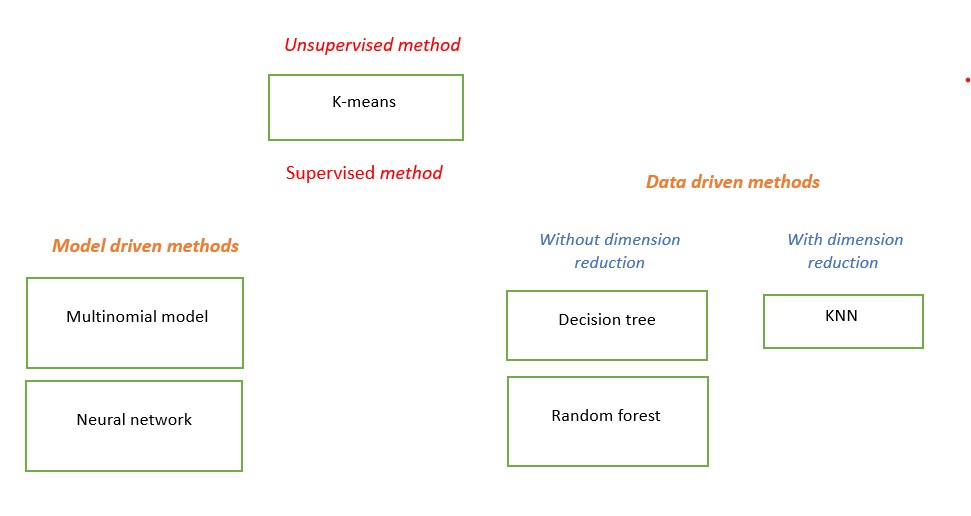 Unsupervised method
K-means
Supervised method
Data driven methods
Model driven methods
Without dimension
reduction
With dimension
reduction
Multinomial model
Decision tree
KNN
Neural network
Random forest